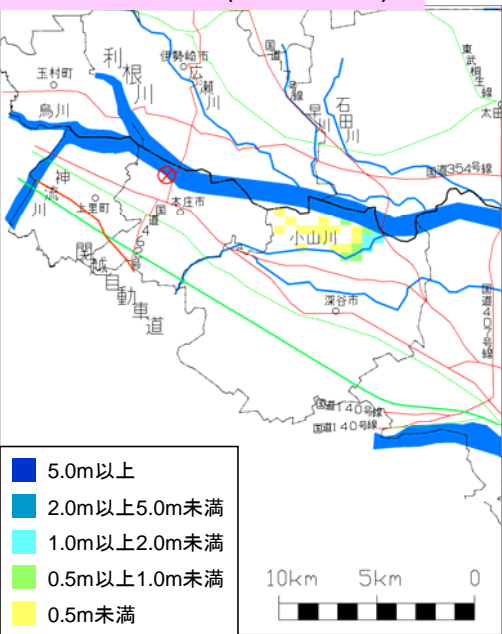 利根川
伊勢崎市
広瀬川
国道17号線
早川
石田川
東武桐生線
太田
玉村町
烏川
国道354号線
神流川
上里町
本庄市
国道462号
小山川
関越自動車道
深谷市
国道407号線
国道140号線
国道140号線
5.0m以上
2.0m以上5.0m未満
1.0m以上2.0m未満
0.5m以上1.0m未満
0.5m未満
10km 5km 0